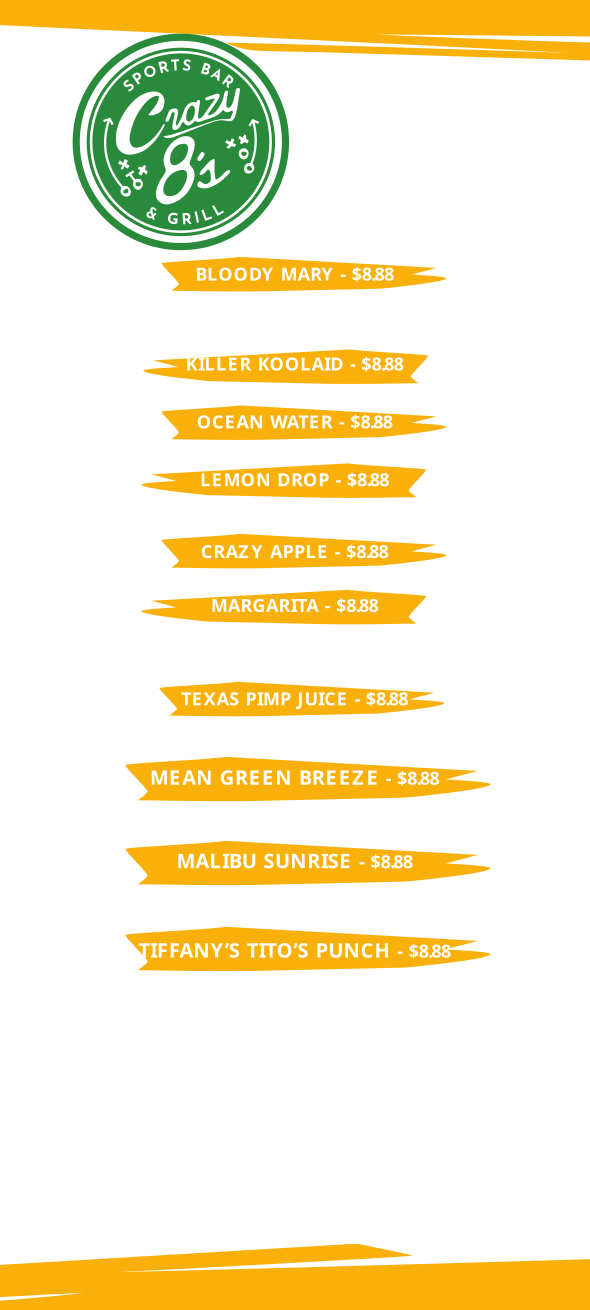 SPORTS BAR
Crazy
8's
& GRILL
BLOODY MARY - $8.88
KILLER KOOLAID - $8.88
OCEAN WATER - $8.88
LEMON DROP - $8.88
CRAZY APPLE - $8.88
MARGARITA - $8.88
TEXAS PIMP JUICE - $8.88
MEAN GREEN BREEZE - $8.88
MALIBU SUNRISE - $8.88
TIFFANY’S TITO’S PUNCH - $8.88